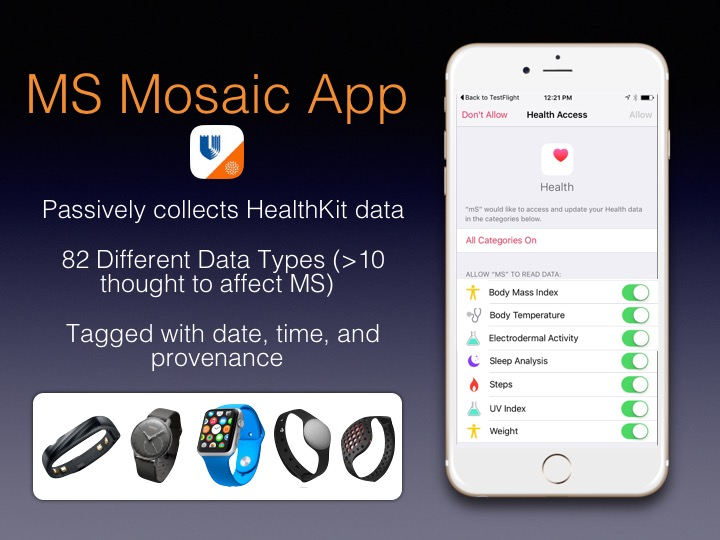 MS Mosaic App
Passively collects HealthKit data
82 Different Data Types (>10
thought to affect MS)
Tagged with date, time, and
provenance
Back to TestFlight 12:21 PM
Don't Allow Health Access Allow
Health
"mS" would like to access and update your Health data
in the categories below.
All Categories On
ALLOW "MS" TO READ DATA:
Body Mass Index
Body Temperature
Electrodermal Activity
Sleep Analysis
Steps
UV Index
Weight